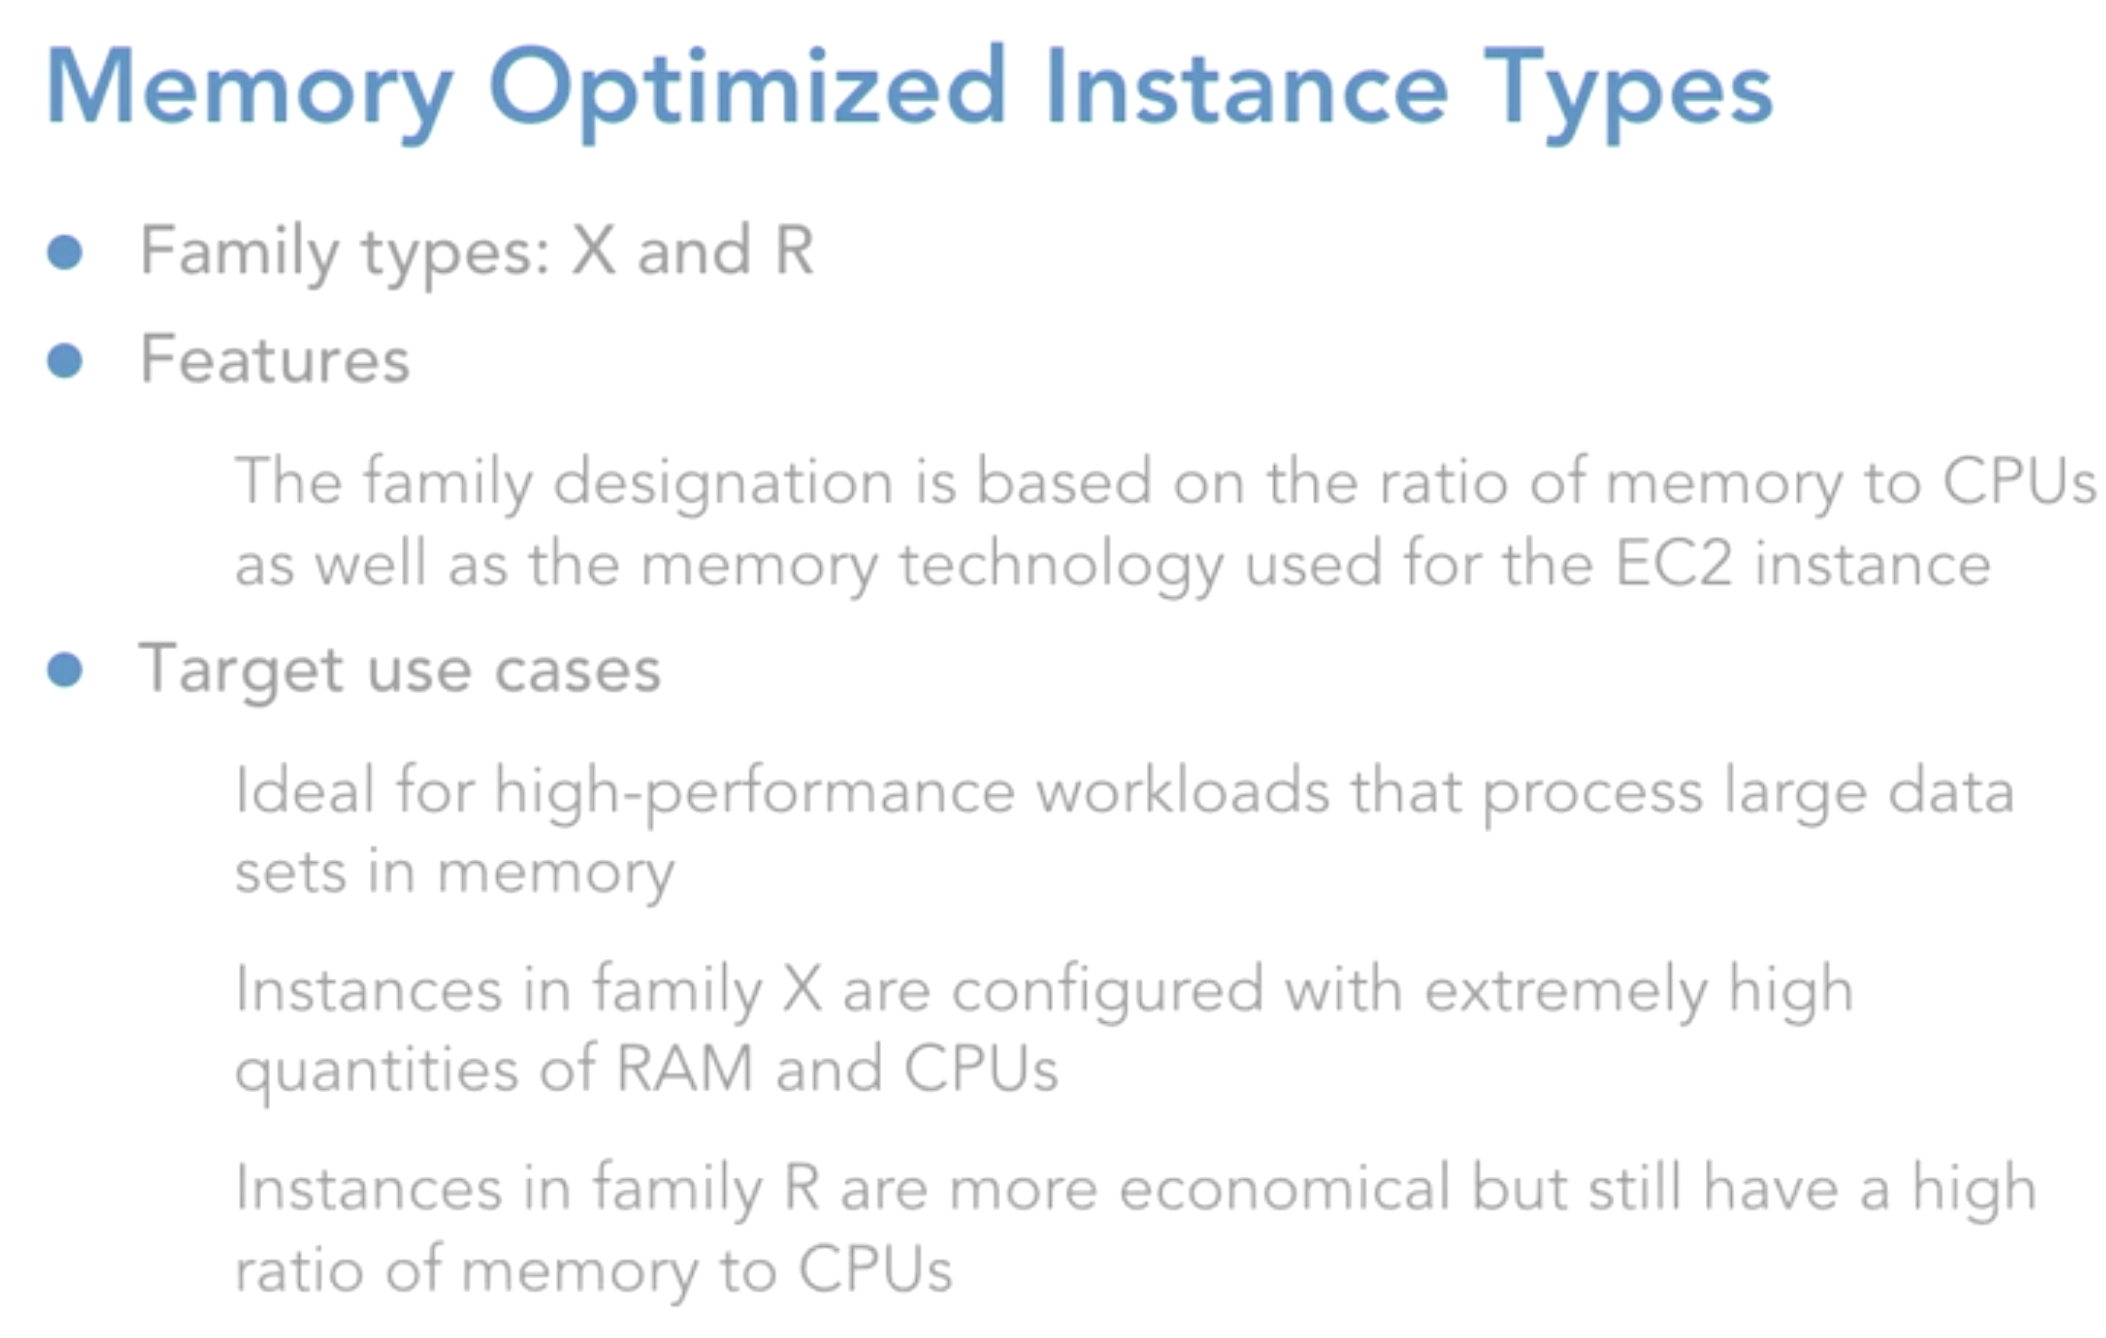 Memory Optimized Instance Types
Family types: X and R
Features
The family designation is based on the ratio of memory to CPUs
as well as the memory technology used for the EC2 instance
Target use cases
Ideal for high-performance workloads that process large data
sets in memory
Instances in family X are configured with extremely high
quantities of RAM and CPUs
Instances in family R are more economical but still have a high
ratio of memory to CPUs